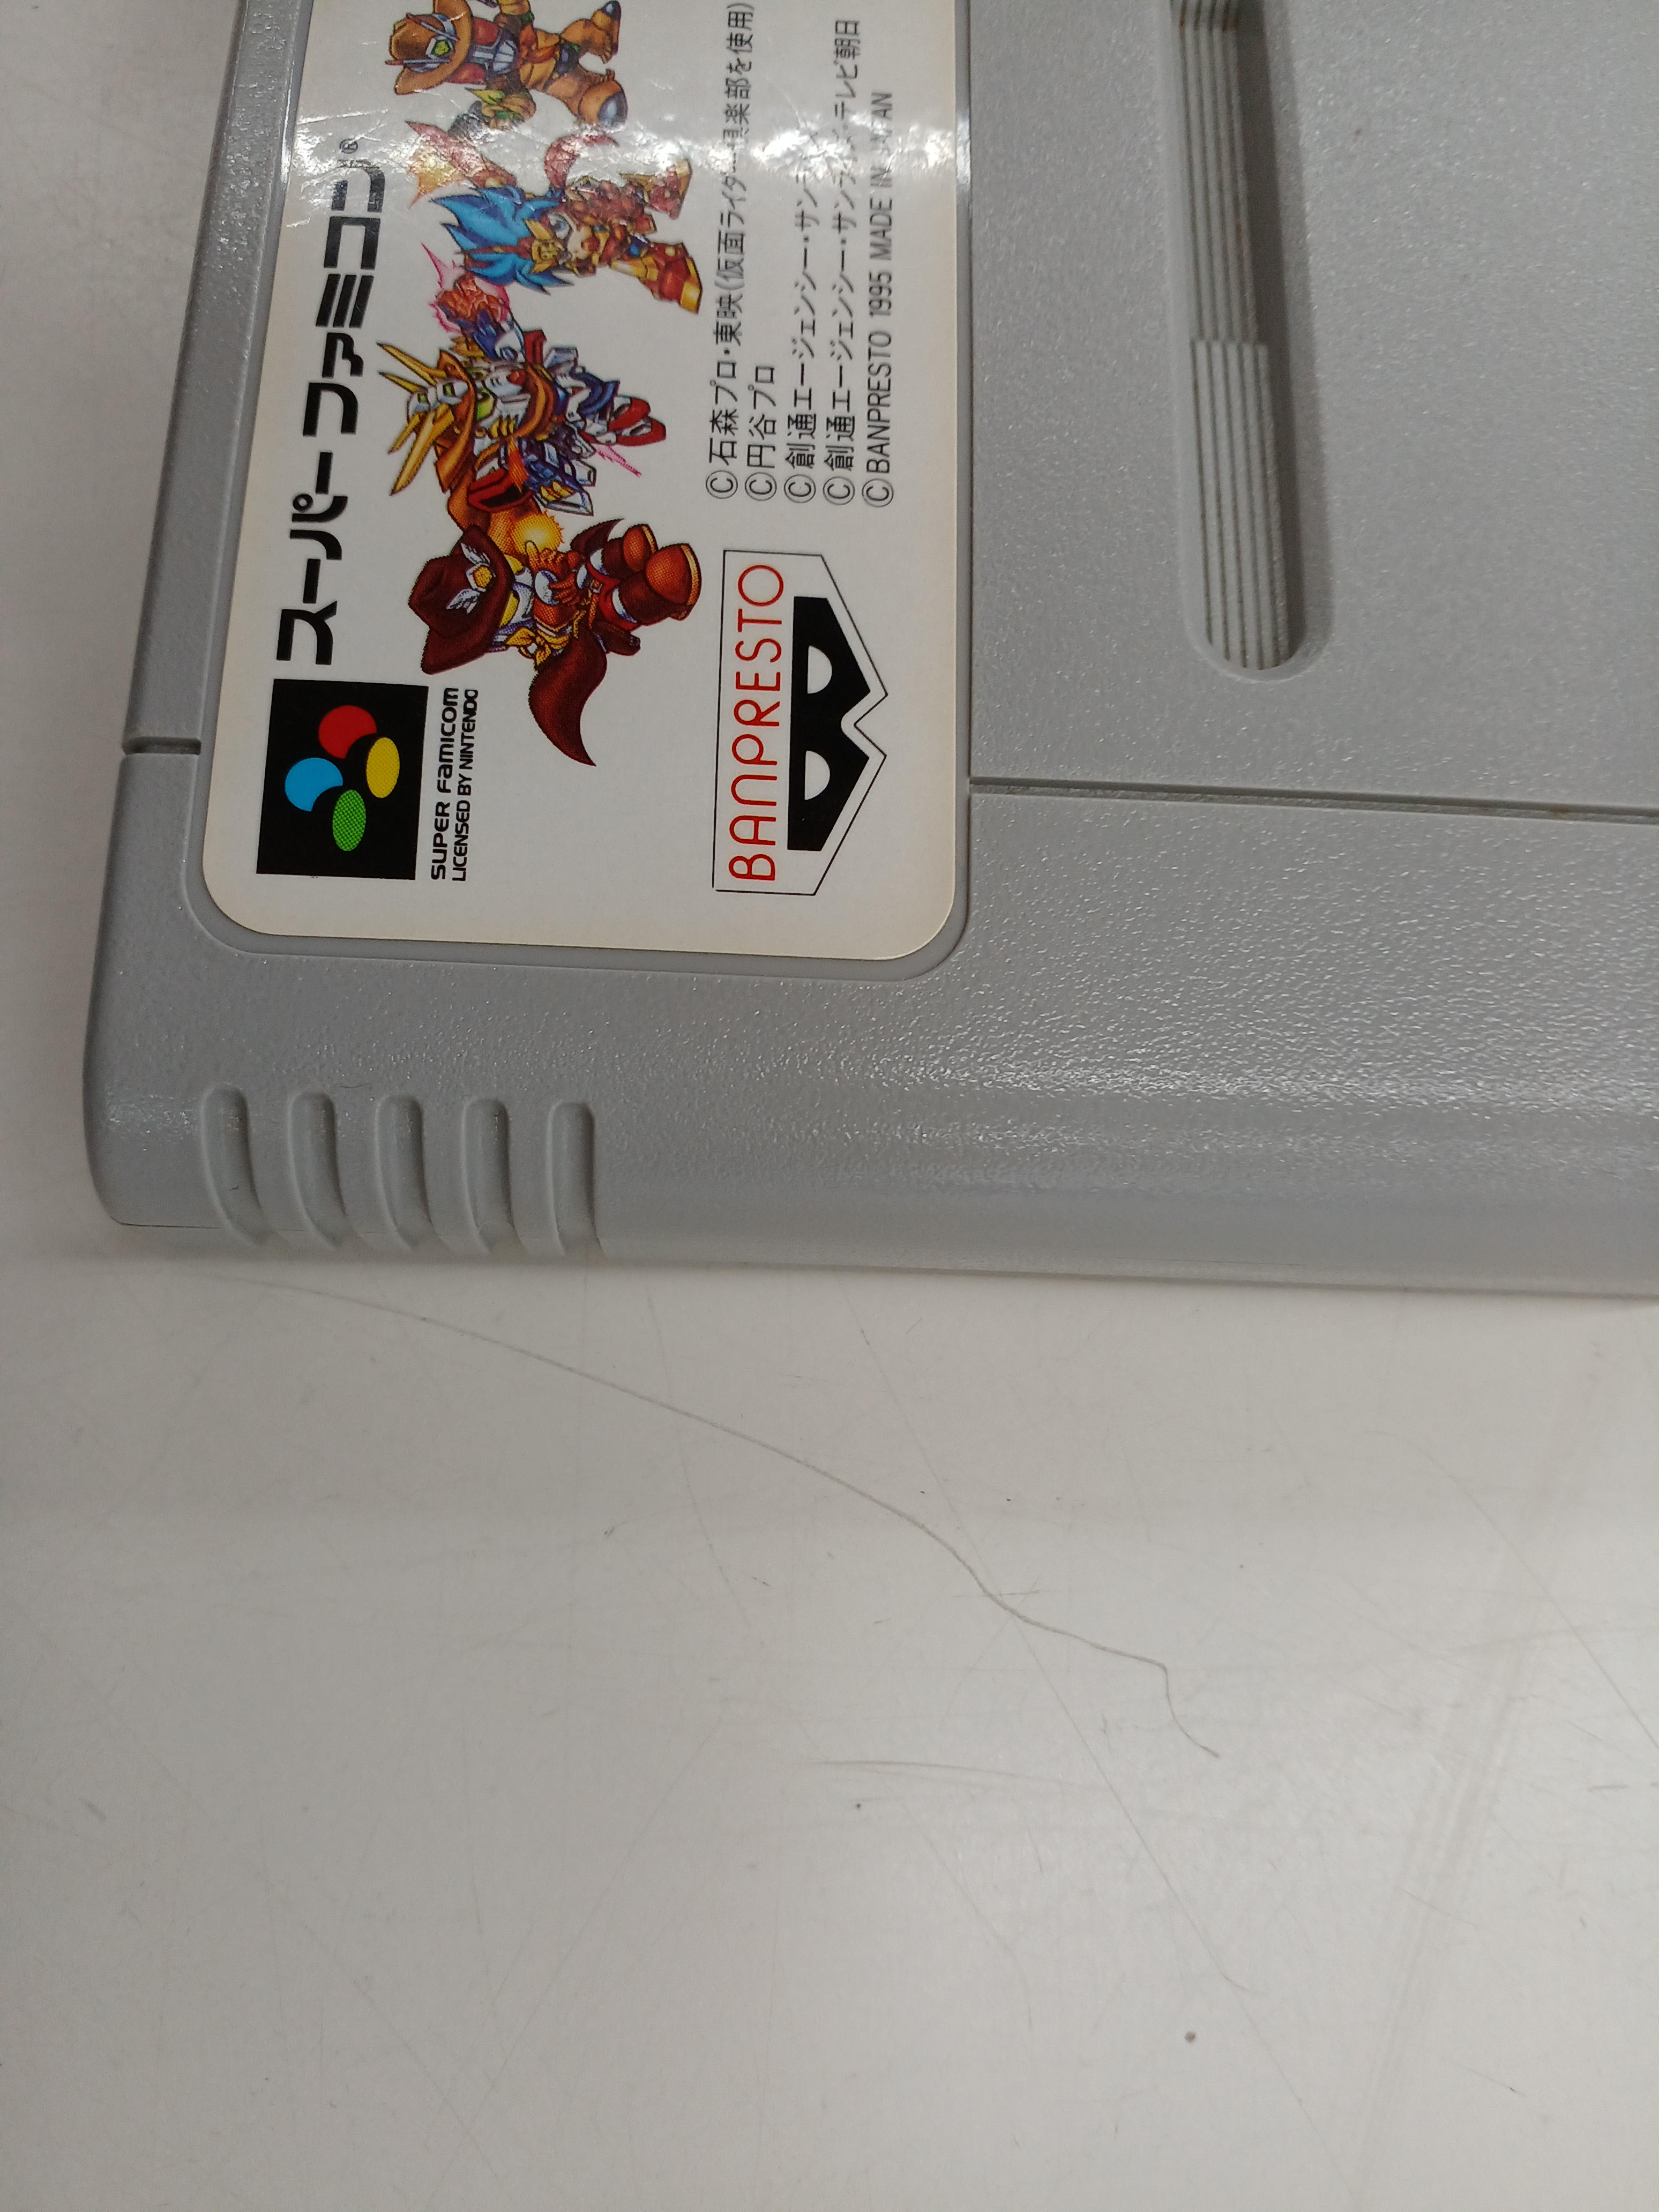 スーパーファミコン®
SUPER FAMICOM
LICENSED BY NINTENDO
©石森プロ・東映(仮面ライダー倶楽部を使用)
©円谷プロ
©創通エージェンシー・サンライズ
©創通エージェンシー・サンライズ・テレビ朝日
©BANPRESTO 1995 MADE IN JAPAN
BANPRESTO